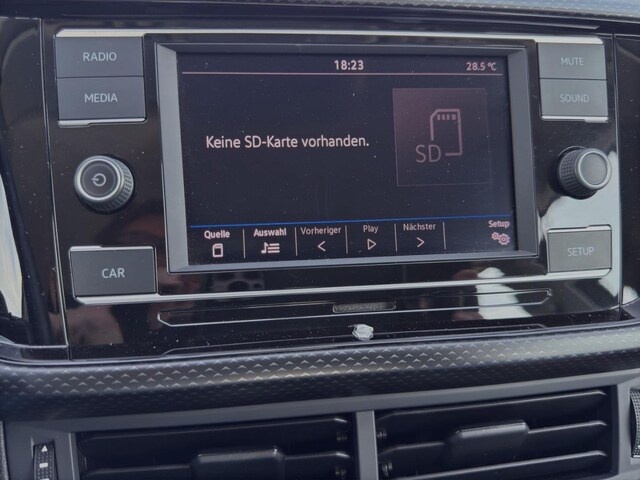 RADIO
MEDIA
CAR
18:23
28.5 °C
Keine SD-Karte vorhanden.
SD
Quelle
Auswahl
Vorheriger
Play
Nächster
Setup
MUTE
SOUND
SETUP